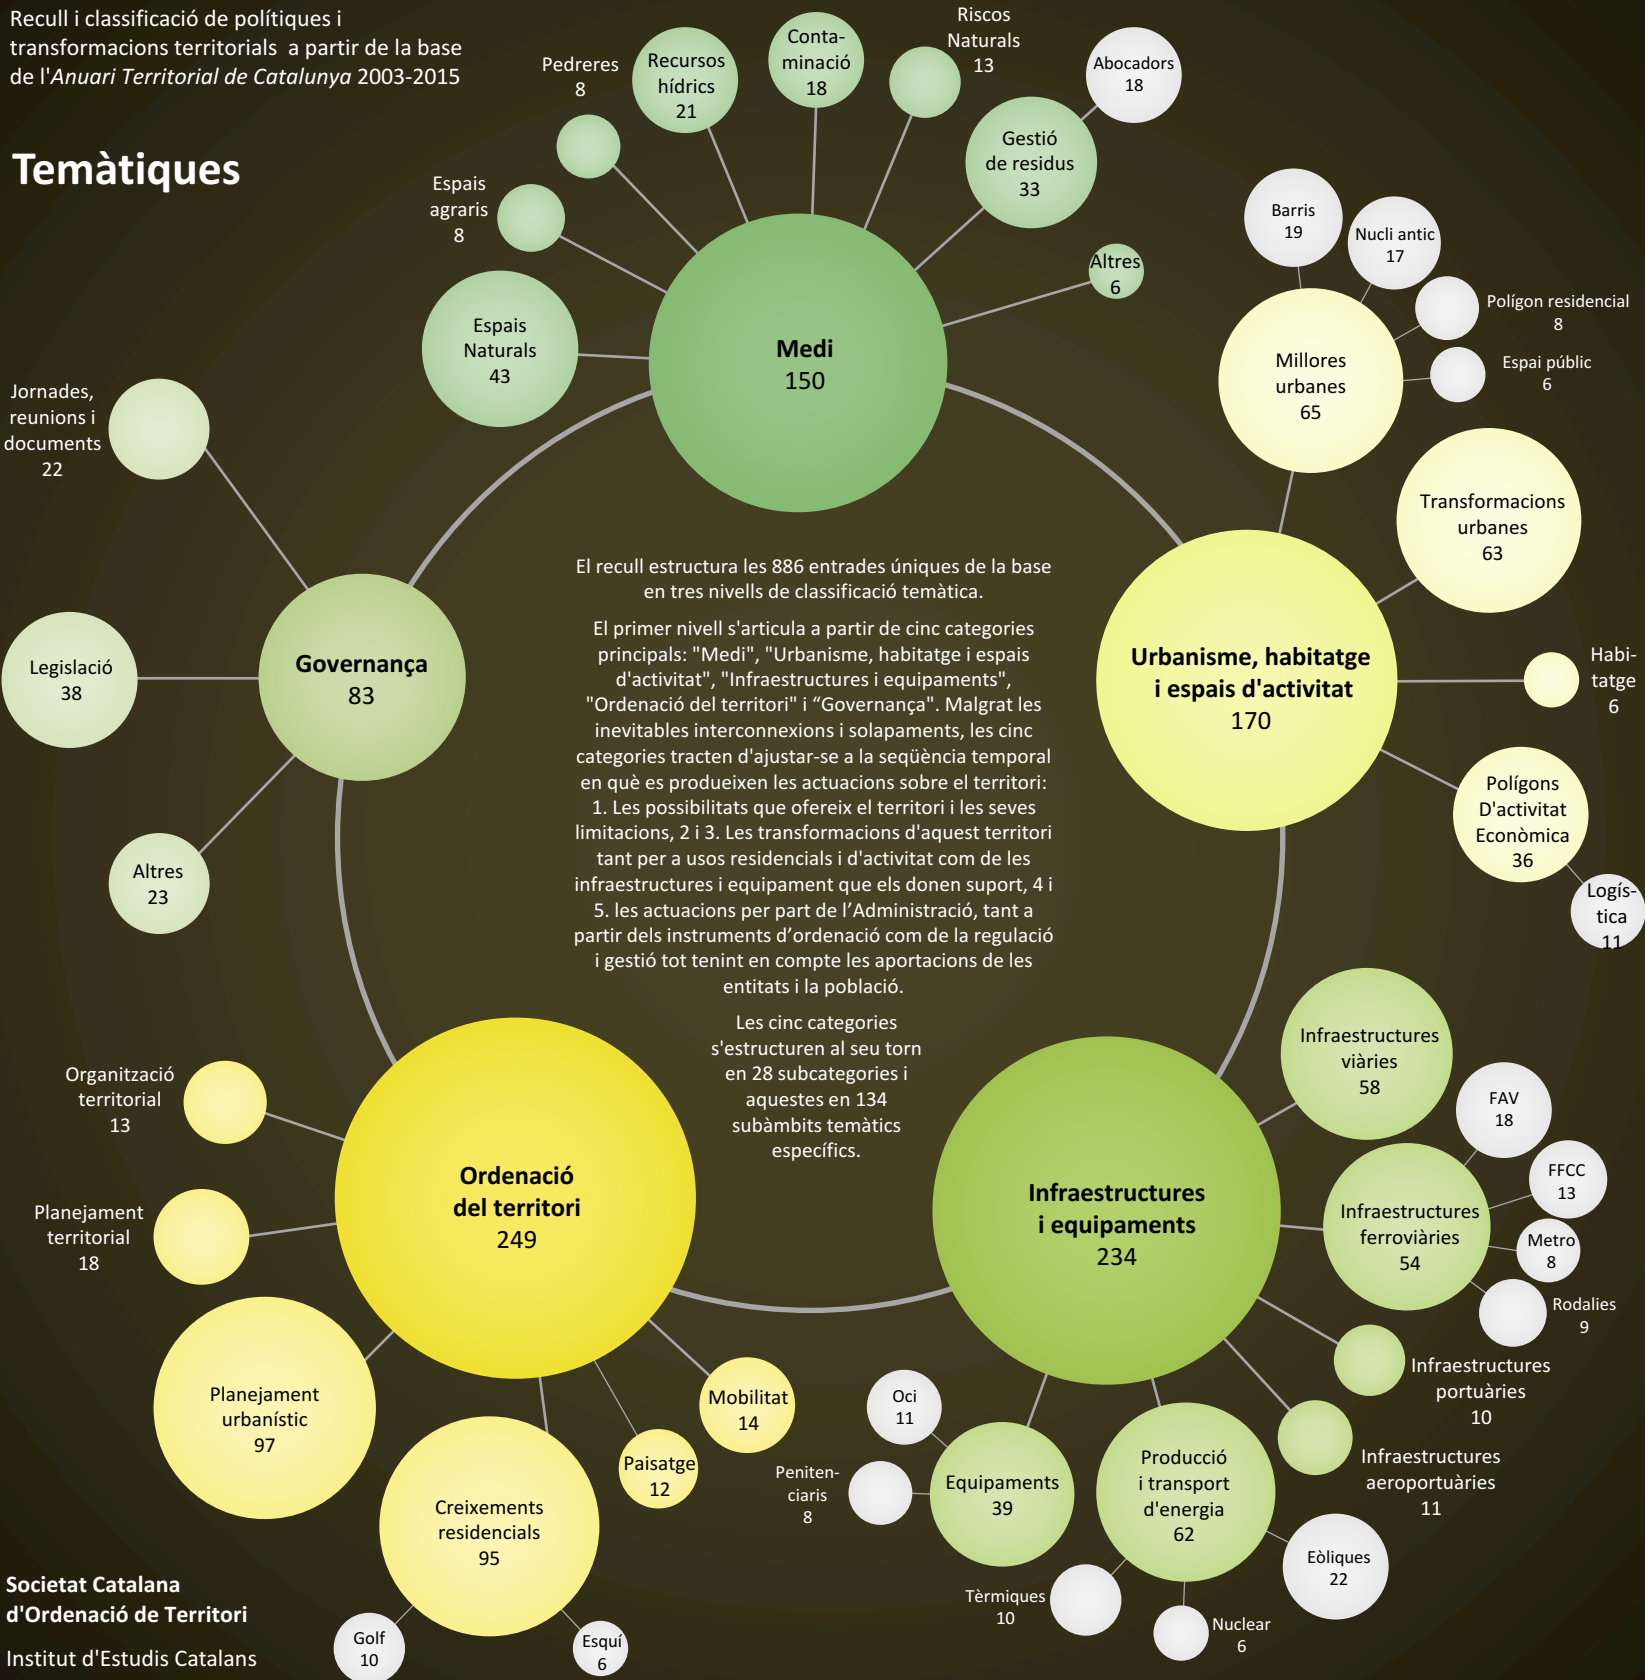 Recull i classificació de polítiques i
transformacions territorials a partir de la base
de l'Anuari Territorial de Catalunya 2003-2015
Temàtiques
Pedreres
8
Recursos
hídrics
21
Conta-
minació
18
Riscos
Naturals
13
Abocadors
18
Gestió
de residus
33
Espais
agraris
8
Altres
6
Espais
Naturals
43
Medi
150
Barris
19
Nucli antic
17
Polígon residencial
8
Espai públic
6
Millores
urbanes
65
Transformacions
urbanes
63
Jornades,
reunions i
documents
22
Legislació
38
Governança
83
Altres
23
Urbanisme, habitatge
i espais d'activitat
170
Habi-
tatge
6
Polígons
D'activitat
Econòmica
36
Logís-
tica
11
El recull estructura les 886 entrades úniques de la base
en tres nivells de classificació temàtica.
El primer nivell s'articula a partir de cinc categories
principals: "Medi", "Urbanisme, habitatge i espais
d'activitat", "Infraestructures i equipaments",
"Ordenació del territori" i “Governança". Malgrat les
inevitables interconnexions i solapaments, les cinc
categories tracten d'ajustar-se a la seqüència temporal
en què es produeixen les actuacions sobre el territori:
1. Les possibilitats que ofereix el territori i les seves
limitacions, 2 i 3. Les transformacions d'aquest territori
tant per a usos residencials i d'activitat com de les
infraestructures i equipament que els donen suport, 4 i
5. les actuacions per part de l’Administració, tant a
partir dels instruments d’ordenació com de la regulació
i gestió tot tenint en compte les aportacions de les
entitats i la població.
Les cinc categories
s'estructuren al seu torn
en 28 subcategories i
aquestes en 134
subàmbits temàtics
específics.
Organització
territorial
13
Planejament
territorial
18
Ordenació
del territori
249
Planejament
urbanístic
97
Creixements
residencials
95
Golf
10
Esquí
6
Paisatge
12
Mobilitat
14
Infraestructures
i equipaments
234
Infraestructures
viàries
58
FAV
18
FFCC
13
Infraestructures
ferroviàries
54
Metro
8
Rodalies
9
Infraestructures
portuàries
10
Infraestructures
aeroportuàries
11
Oci
11
Peniten-
ciaris
8
Equipaments
39
Producció
i transport
d'energia
62
Eòliques
22
Tèrmiques
10
Nuclear
6
Societat Catalana
d'Ordenació de Territori
Institut d'Estudis Catalans